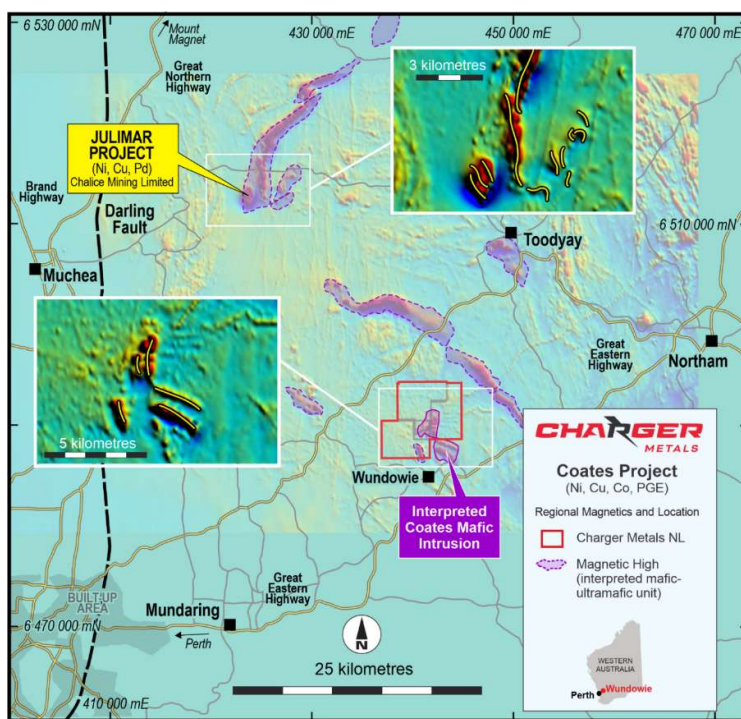 6 530 000 mN
430 000 mE
450 000 mE
470 000 mE
Mount
Magnet
Great
Northern
Highway
3 kilometres
JULIMAR
PROJECT
(Ni, Cu, Pd)
Chalice Mining Limited
Brand
Highway
Darling
Fault
6 510 000 mN
Toodyay
Muchea
Great
Eastern
Highway
Northam
5 kilometres
Wundowie
Interpreted
Coates Mafic
Intrusion
CHARGER
METALS
Coates Project
(Ni, Cu, Co, PGE)
Regional Magnetics and Location
Charger Metals NL
Magnetic High
(interpreted mafic-
ultramafic unit)
WESTERN
AUSTRALIA
Perth
Wundowie
BUILT-UP
AREA
Mundaring
Great
Eastern
Highway
6 470 000 mN
Perth
N
25 kilometres
410 000 mE